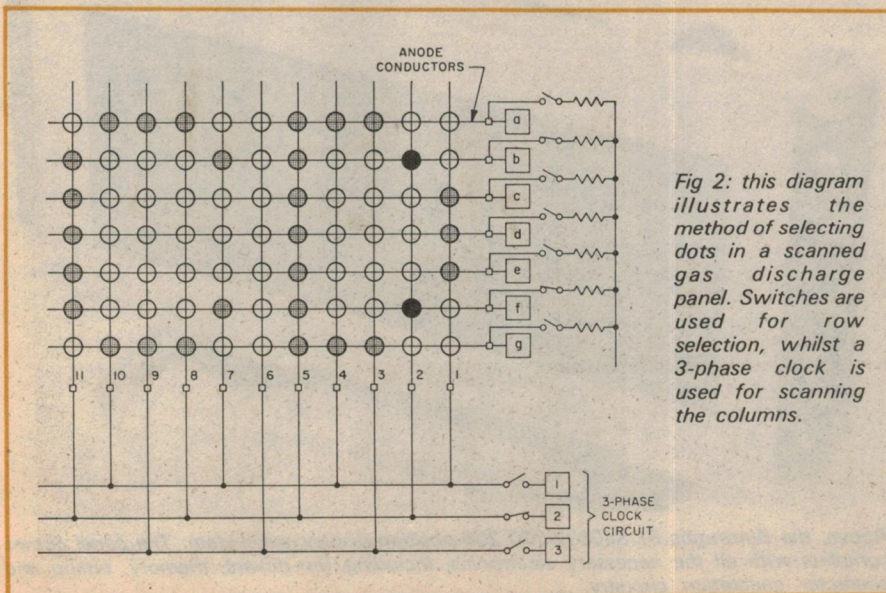 ANODE
CONDUCTORS
a
b
c
d
e
f
g
11 10 9 8 7 6 5 4 3 2 1
1
2
3
3-PHASE
CLOCK
CIRCUIT
Fig 2: this diagram
illustrates the
method of selecting
dots in a scanned
gas discharge
panel. Switches are
used for row
selection, whilst a
3-phase clock is
used for scanning
the columns.